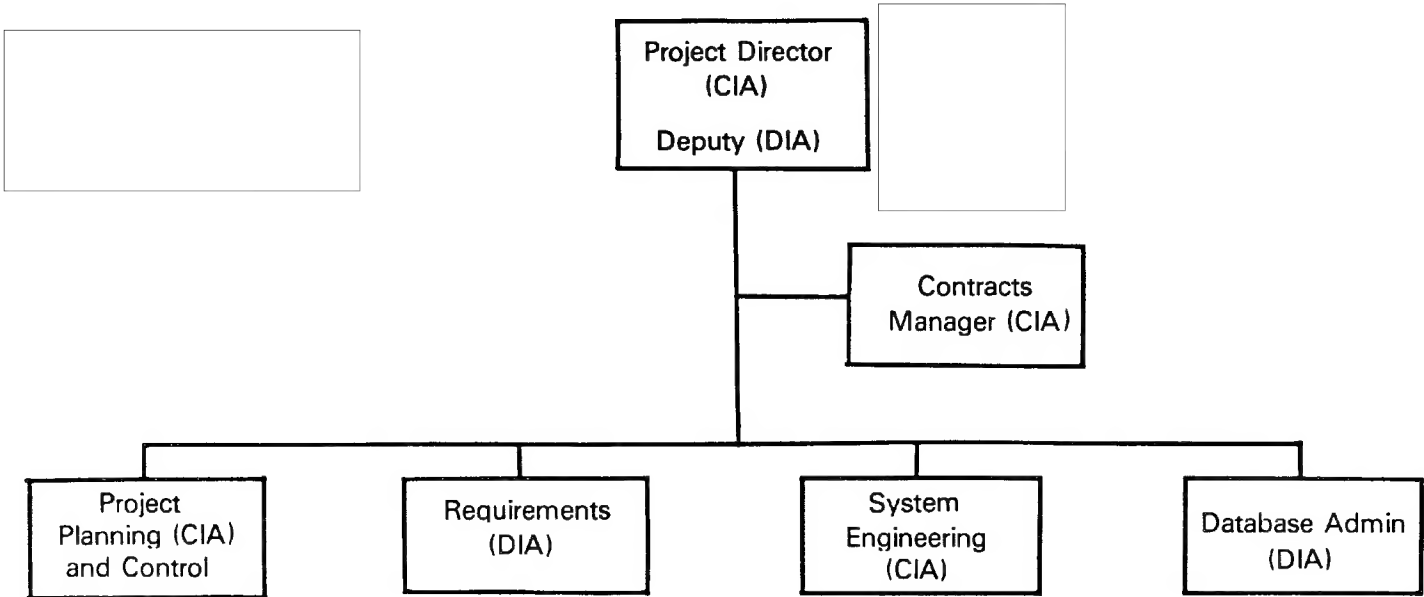 Project Director
(CIA)
Deputy (DIA)
Contracts
Manager (CIA)
Project
Planning (CIA)
and Control
Requirements
(DIA)
System
Engineering
(CIA)
Database Admin
(DIA)